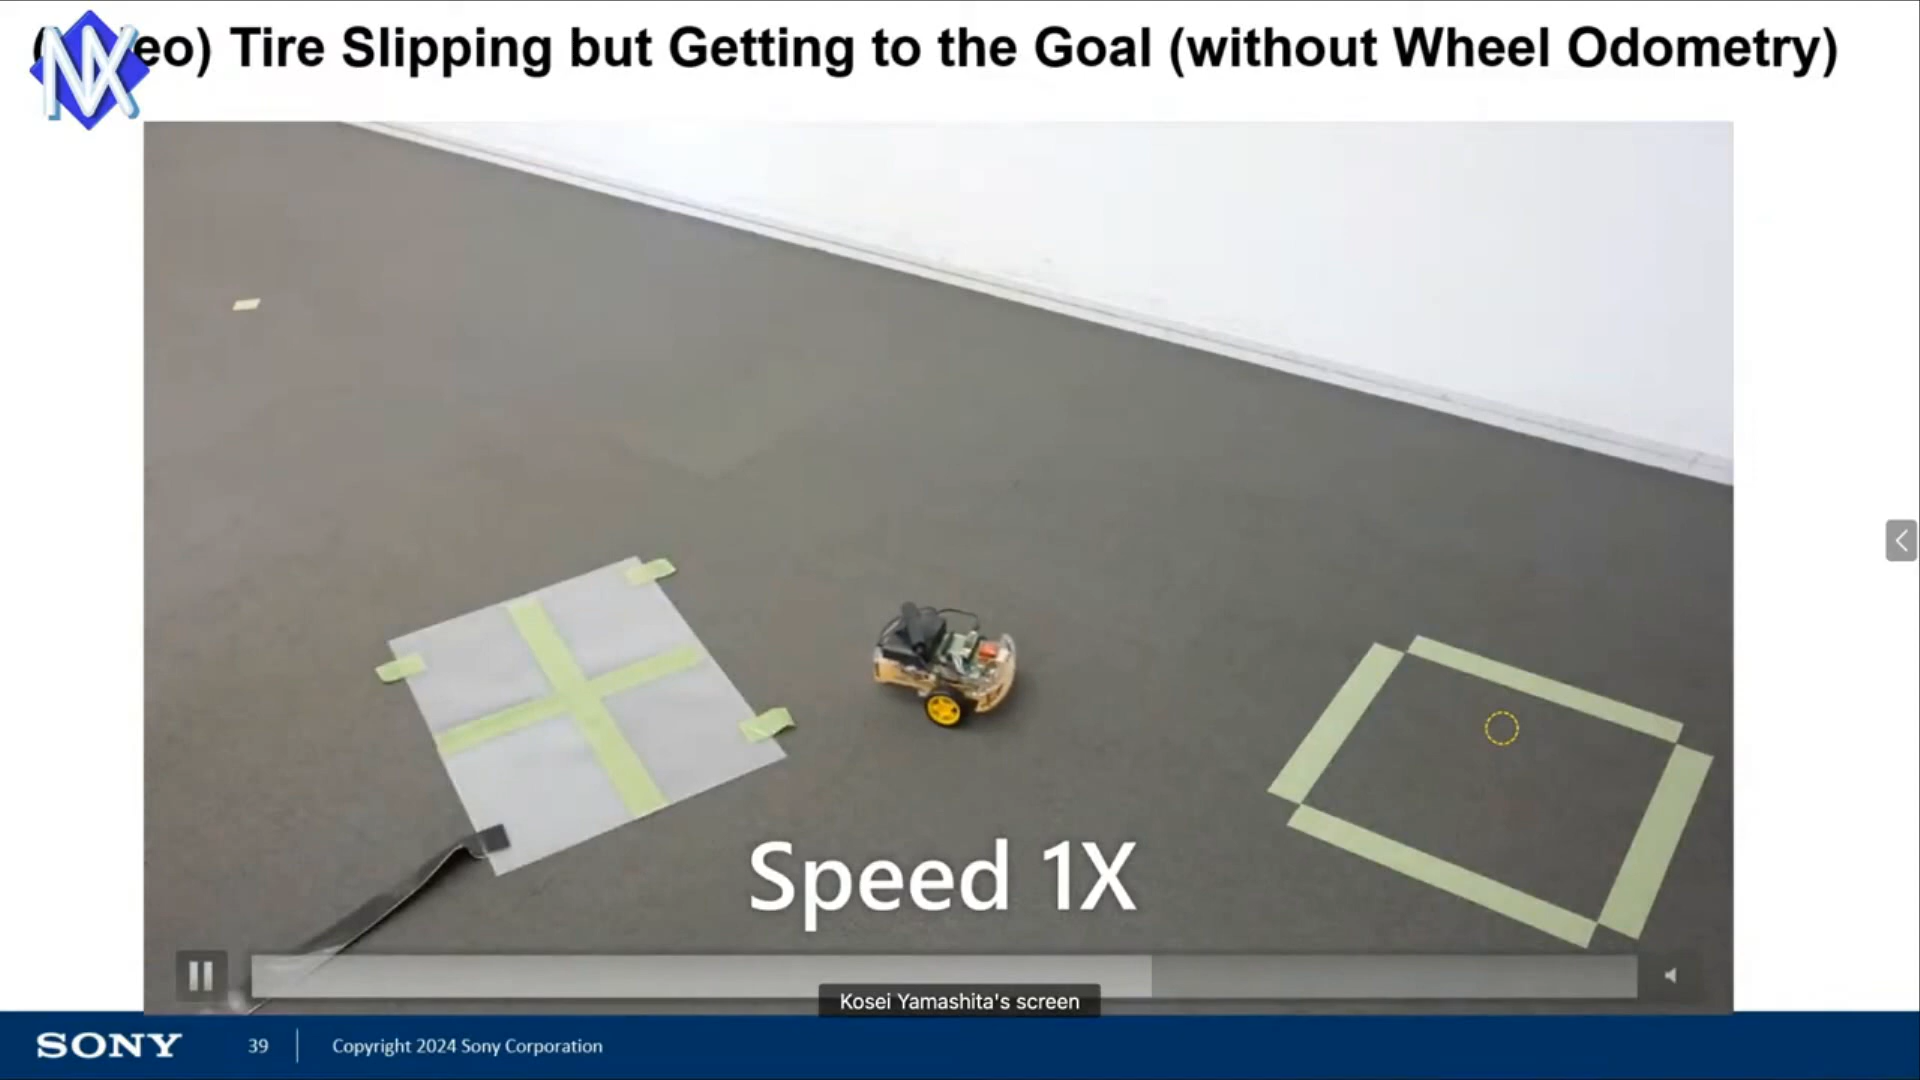 (eo) Tire Slipping but Getting to the Goal (without Wheel Odometry)
NX
Speed 1X
Kosei Yamashita's screen
SONY
39
Copyright 2024 Sony Corporation